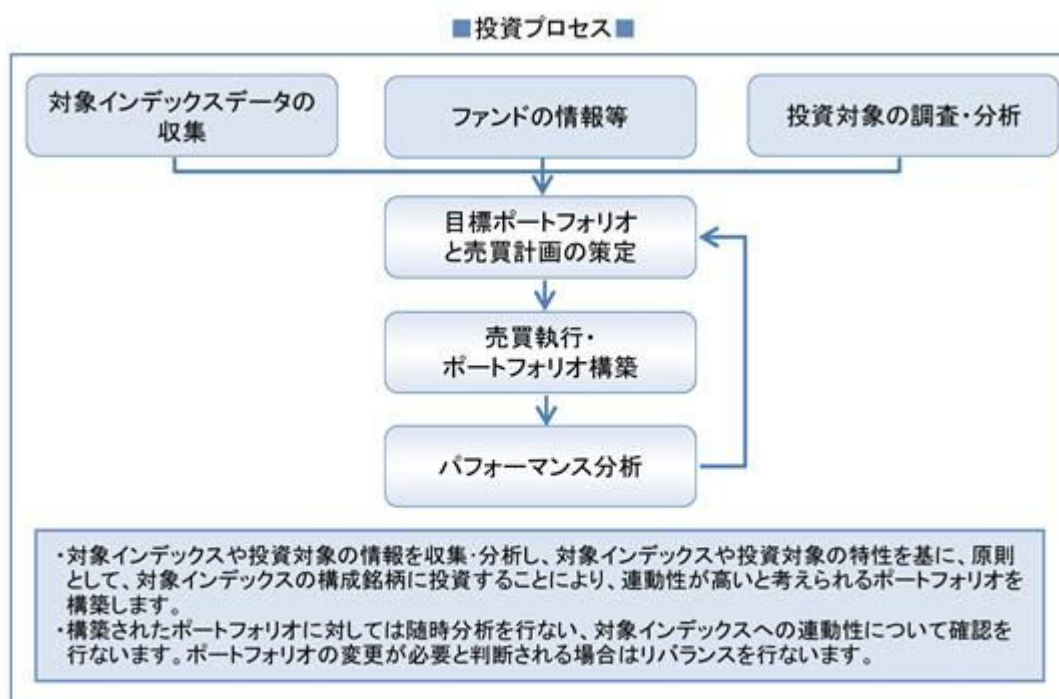 ■投資プロセス■
対象インデックスデータの
収集
ファンドの情報等
投資対象の調査・分析
目標ポートフォリオ
と売買計画の策定
売買執行・
ポートフォリオ構築
パフォーマンス分析
・対象インデックスや投資対象の情報を収集・分析し、対象インデックスや投資対象の特性を基に、原則
として、対象インデックスの構成銘柄に投資することにより、連動性が高いと考えられるポートフォリオを
構築します。
・構築されたポートフォリオに対しては随時分析を行ない、対象インデックスへの連動性について確認を
行ないます。ポートフォリオの変更が必要と判断される場合はリバランスを行ないます。